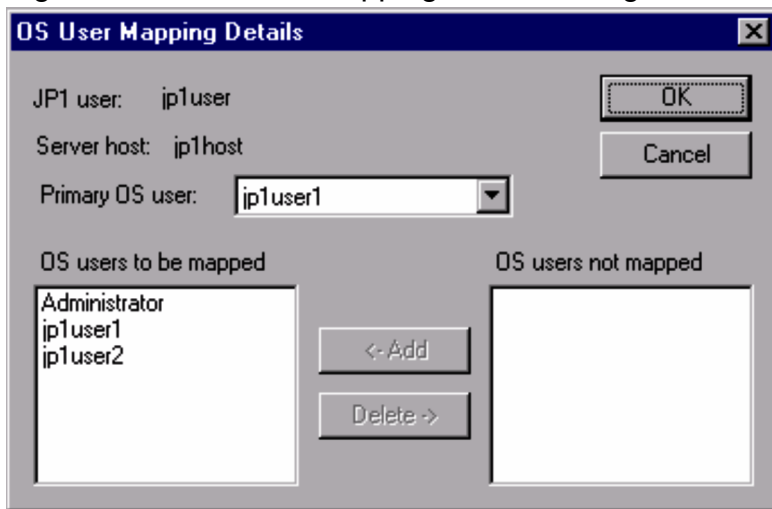 OS User Mapping Details
JP1 user: jp1user
OK
Server host: jp1host
Cancel
Primary OS user: jp1user1
OS users to be mapped
OS users not mapped
Administrator
jp1user1
jp1user2
<- Add
Delete ->